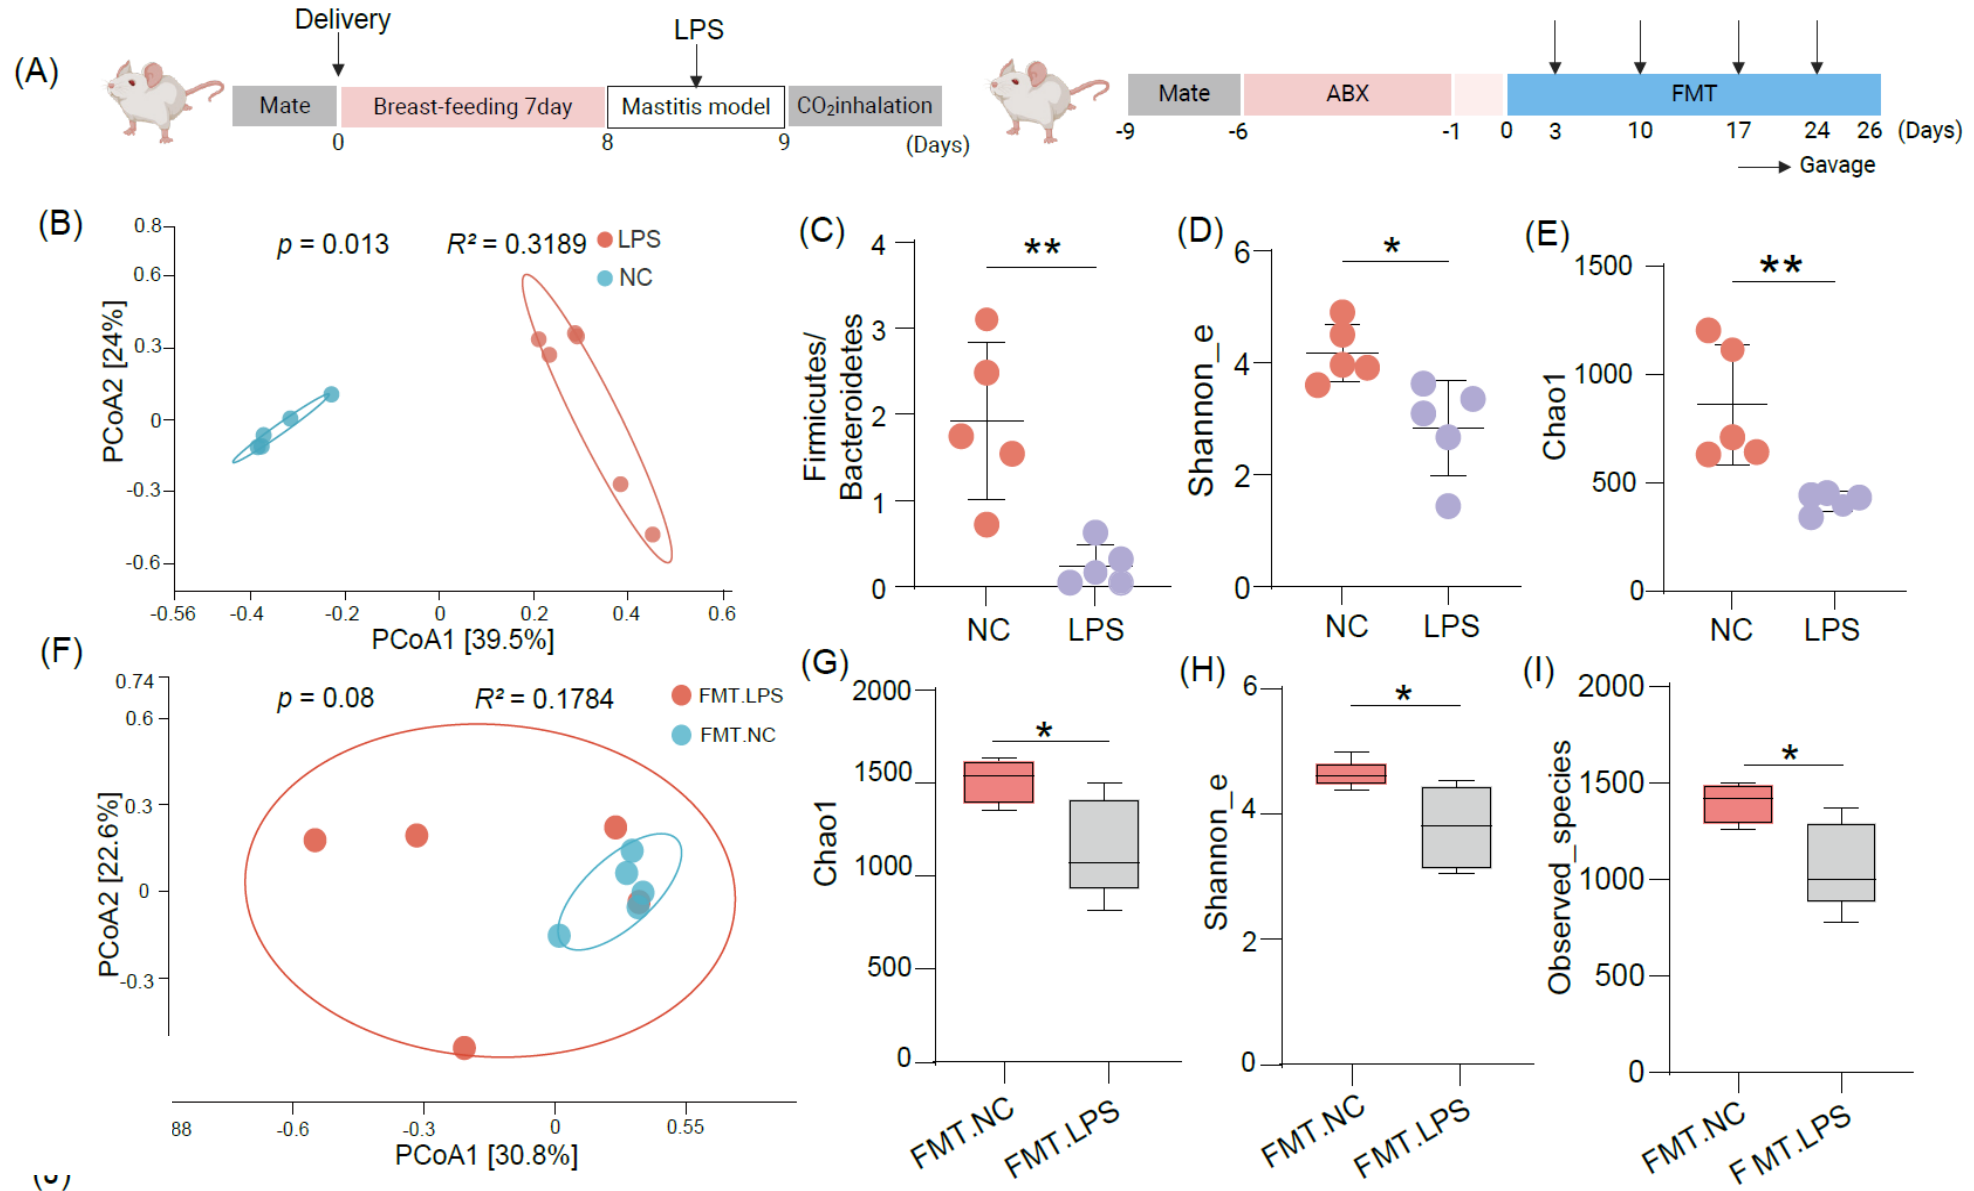 (A)
Delivery
LPS
Mate
Breast-feeding 7day
Mastitis model
CO₂inhalation
0
8
9
(Days)
Mate
ABX
FMT
-9
-6
-1
0
3
10
17
24
26
(Days)
Gavage
(B)
p = 0.013
R² = 0.3189
LPS
NC
0.8
0.6
0.3
0
-0.3
-0.6
PCoA2 [24%]
-0.56
-0.4
-0.2
0
0.2
0.4
0.6
PCoA1 [39.5%]
(C)
**
4
3
2
1
0
Firmicutes/
Bacteroidetes
NC
LPS
(D)
*
6
4
2
0
Shannon_e
NC
LPS
(E)
**
1500
1000
500
0
Chao1
NC
LPS
(F)
p = 0.08
R² = 0.1784
FMT.LPS
FMT.NC
0.74
0.6
0.3
0
-0.3
PCoA2 [22.6%]
88
-0.6
-0.3
0
0.55
PCoA1 [30.8%]
(G)
*
2000
1500
1000
500
0
Chao1
FMT.NC
FMT.LPS
(H)
*
6
4
2
0
Shannon_e
FMT.NC
FMT.LPS
(I)
*
2000
1500
1000
500
0
Observed_species
FMT.NC
F MT.LPS